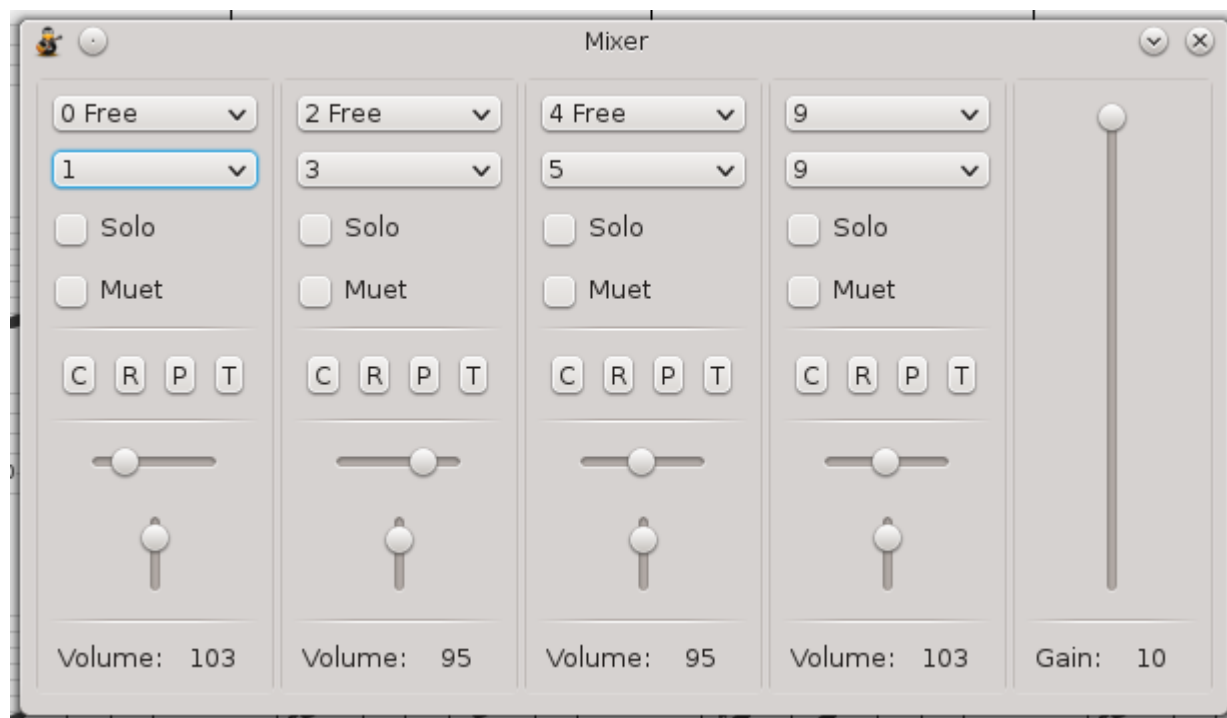 Mixer
0 Free 2 Free 4 Free 9
1 3 5 9
Solo Solo Solo Solo
Muet Muet Muet Muet
C R P T C R P T C R P T C R P T
Volume: 103 Volume: 95 Volume: 95 Volume: 103 Gain: 10